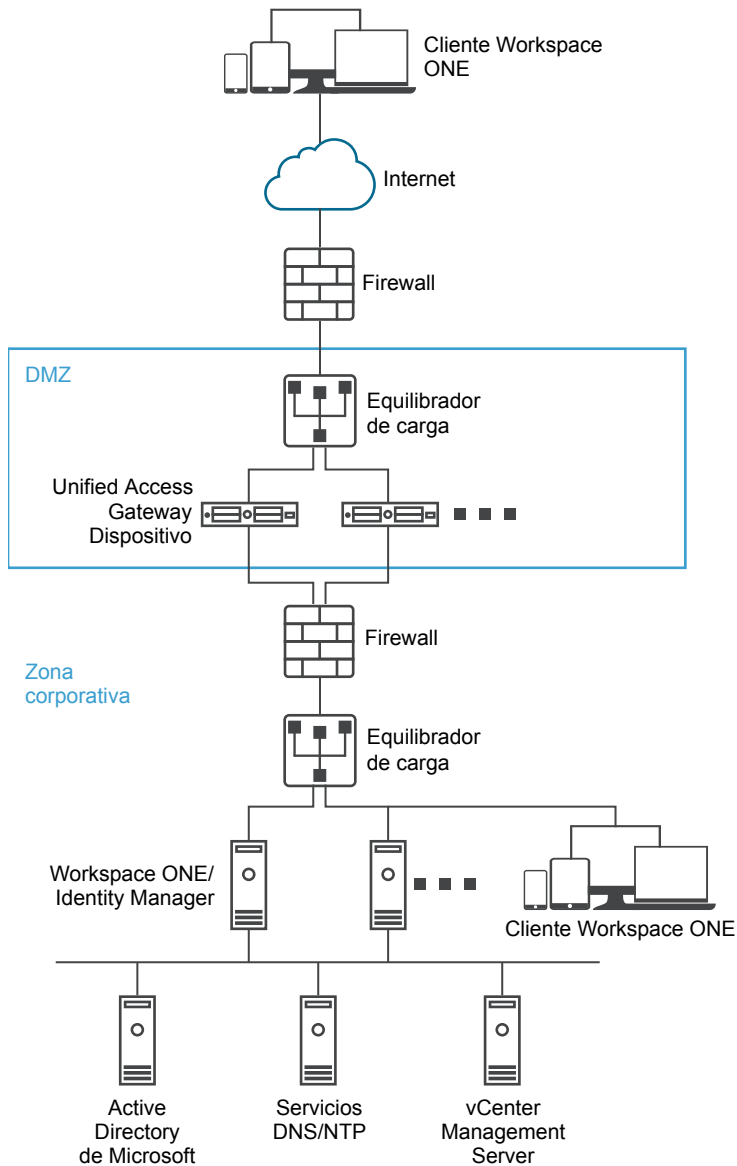 Cliente Workspace
ONE
Internet
Firewall
DMZ
Equilibrador
de carga
Unified Access
Gateway
Dispositivo
Firewall
Zona
corporativa
Equilibrador
de carga
Workspace ONE/
Identity Manager
Cliente Workspace ONE
Active
Directory
de Microsoft
Servicios
DNS/NTP
vCenter
Management
Server